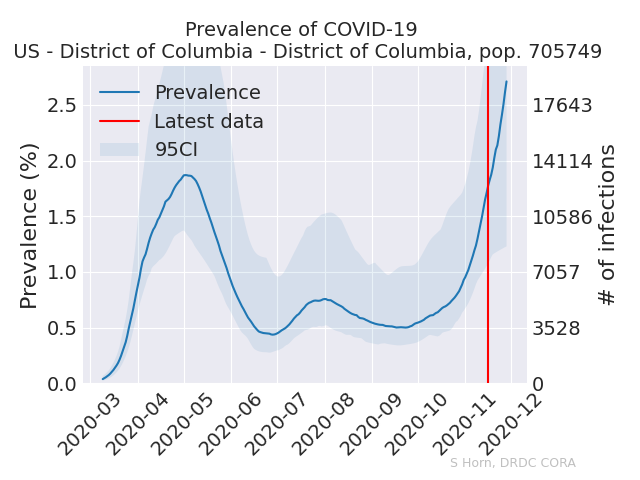 Prevalence of COVID-19
US - District of Columbia - District of Columbia, pop. 705749
Prevalence
Latest data
95CI
Prevalence (%)
2.5
2.0
1.5
1.0
0.5
0.0
17643
14114
10586
7057
3528
0
# of infections
2020-03
2020-04
2020-05
2020-06
2020-07
2020-08
2020-09
2020-10
2020-11
2020-12
S Horn, DRDC CORA